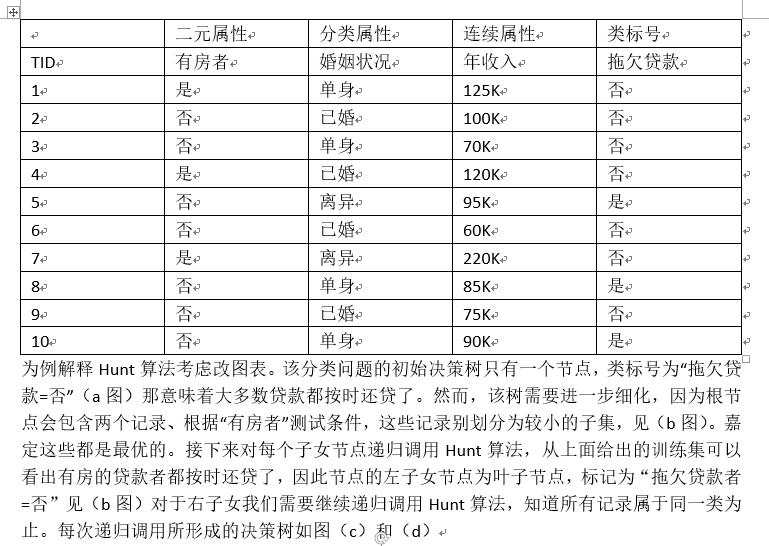 二元属性 分类属性 连续属性 类标号
TID 有房者 婚姻状况 年收入 拖欠贷款
1 是 单身 125K 否
2 否 已婚 100K 否
3 否 单身 70K 否
4 是 已婚 120K 否
5 否 离异 95K 是
6 否 已婚 60K 否
7 是 离异 220K 否
8 否 单身 85K 是
9 否 已婚 75K 否
10 否 单身 90K 是
为例解释 Hunt 算法考虑改图表。该分类问题的初始决策树只有一个节点，类标号为“拖欠贷
款=否”（a 图）那意味着大多数贷款都按时还贷了。然而，该树需要进一步细化，因为根节
点会包含两个记录、根据“有房者”测试条件，这些记录别划分为较小的子集，见（b 图）。嘉
定这些都是最优的。接下来对每个子女节点递归调用 Hunt 算法，从上面给出的训练集可以
看出有房的贷款者都按时还贷了，因此节点的左子女节点为叶子节点，标记为“拖欠贷款者
=否”见（b 图）对于右子女我们需要继续递归调用 Hunt 算法，知道所有记录属于同一类为
止。每次递归调用所形成的决策树如图（c）和（d）